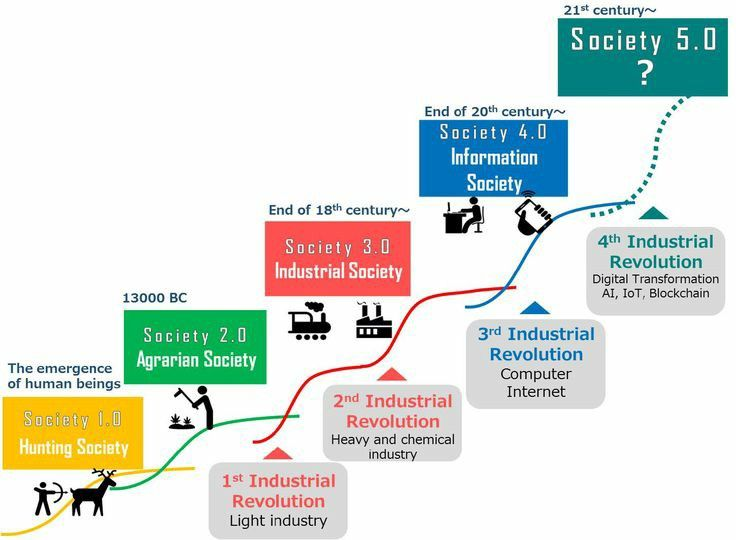 21st century～
Society 5.0
?
End of 20th century～
Society 4.0
Information
Society
End of 18th century～
Society 3.0
Industrial Society
13000 BC
Society 2.0
Agrarian Society
The emergence
of human beings
Society 1.0
Hunting Society
1st Industrial
Revolution
Light industry
2nd Industrial
Revolution
Heavy and chemical
industry
3rd Industrial
Revolution
Computer
Internet
4th Industrial
Revolution
Digital Transformation
AI, IoT, Blockchain